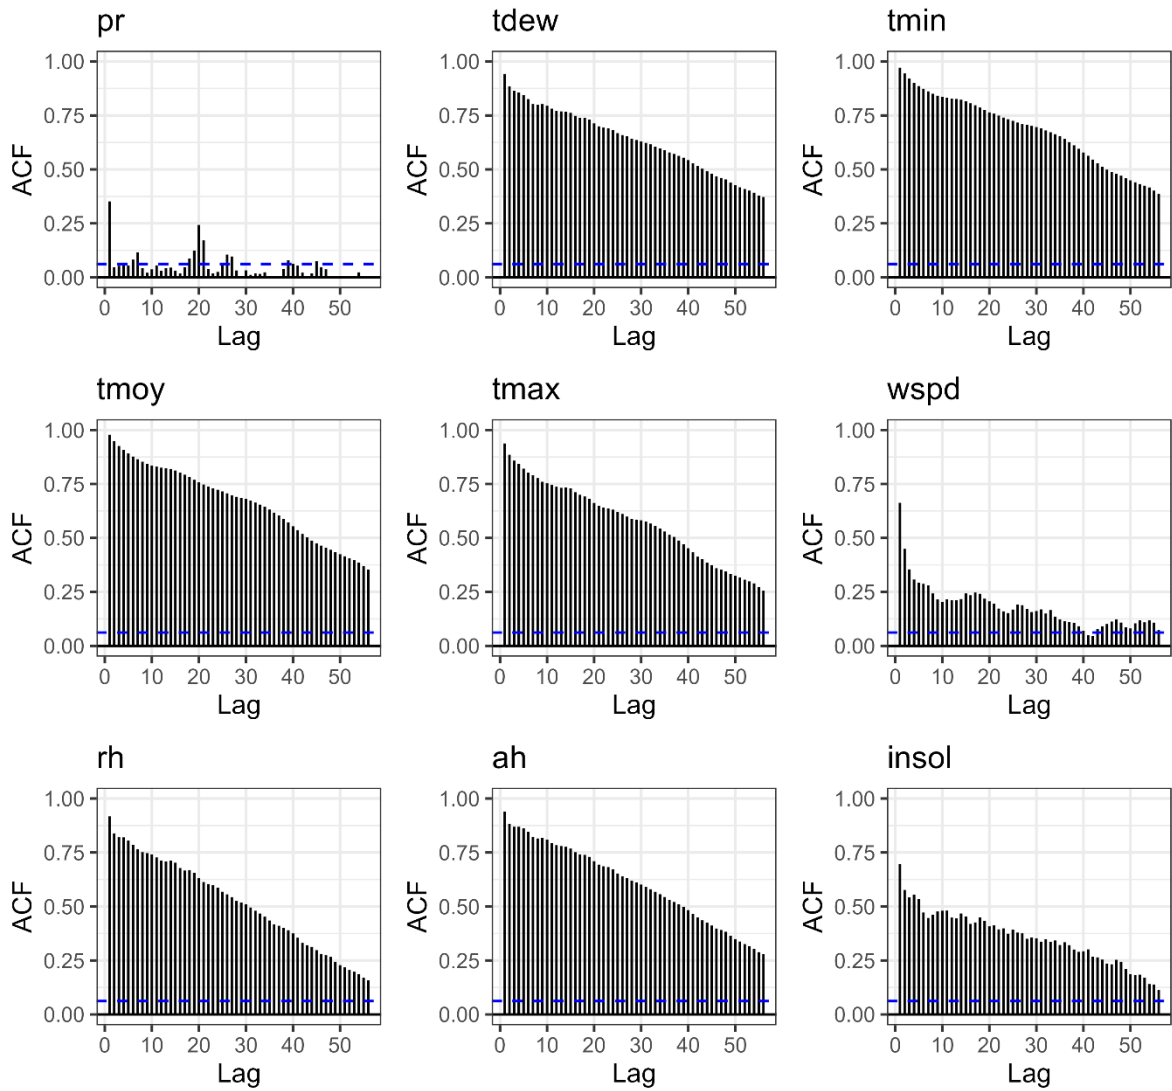 pr tdew tmin
1.00 1.00 1.00
0.75 0.75 0.75
ACF 0.50 ACF 0.50 ACF 0.50
0.25 0.25 0.25
0.00 0.00 0.00
0 10 20 30 40 50 0 10 20 30 40 50 0 10 20 30 40 50
Lag Lag Lag
tmoy tmax wspd
1.00 1.00 1.00
0.75 0.75 0.75
ACF 0.50 ACF 0.50 ACF 0.50
0.25 0.25 0.25
0.00 0.00 0.00
0 10 20 30 40 50 0 10 20 30 40 50 0 10 20 30 40 50
Lag Lag Lag
rh ah insol
1.00 1.00 1.00
0.75 0.75 0.75
ACF 0.50 ACF 0.50 ACF 0.50
0.25 0.25 0.25
0.00 0.00 0.00
0 10 20 30 40 50 0 10 20 30 40 50 0 10 20 30 40 50
Lag Lag Lag